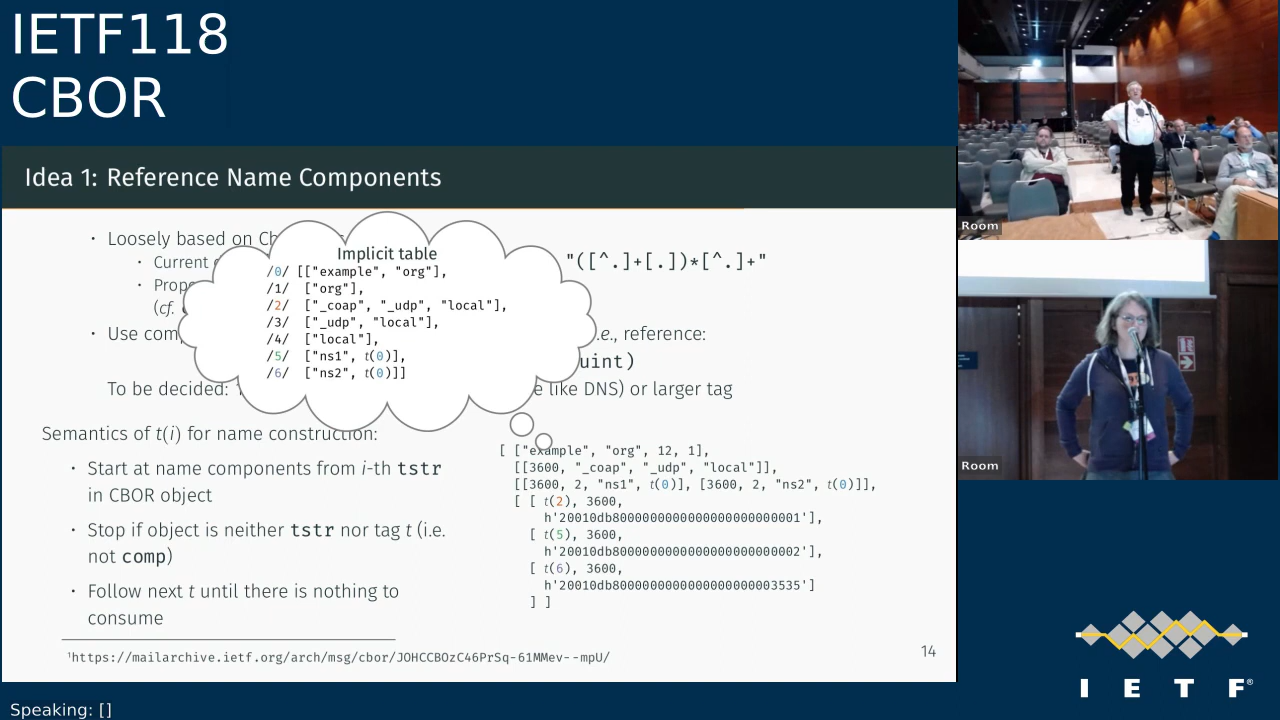 IETF118
CBOR
Idea 1: Reference Name Components
• Loosely based on Ch
• Current
• Prope
(cf.
"([^.]+[.])*[^.]+"
• Use com
i.e., reference:
uint)
To be decided:
e like DNS) or larger tag
Implicit table
/0/ [["example", "org"],
/1/ ["org"],
/2/ ["_coap", "_udp", "local"],
/3/ ["_udp", "local"],
/4/ ["local"],
/5/ ["ns1", t(0)],
/6/ ["ns2", t(0)]]
Semantics of t(i) for name construction:
• Start at name components from i-th tstr
in CBOR object
• Stop if object is neither tstr nor tag t (i.e.
not comp)
• Follow next t until there is nothing to
consume
[ ["example", "org", 12, 1],
[[3600, "_coap", "_udp", "local"]],
[[3600, 2, "ns1", t(0)], [3600, 2, "ns2", t(0)]],
[ [ t(2), 3600,
h'20010db8000000000000000000000001'],
[ t(5), 3600,
h'20010db8000000000000000000000002'],
[ t(6), 3600,
h'20010db8000000000000000000003535']
] ]
¹https://mailarchive.ietf.org/arch/msg/cbor/JOHCCBOzC46PrSq-61MMev--mpU/
14
Room
Room
I E T F®
Speaking: []